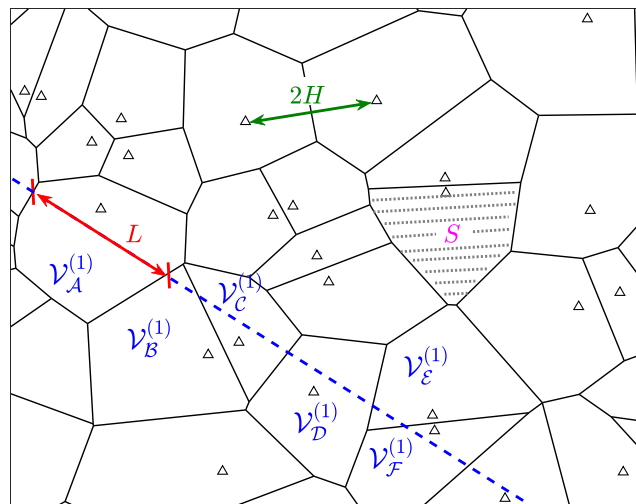 2H
S
L
𝒱_𝒜^(1)
𝒱_𝒞^(1)
𝒱_ℬ^(1)
𝒱_ℰ^(1)
𝒱_𝒟^(1)
𝒱_ℱ^(1)